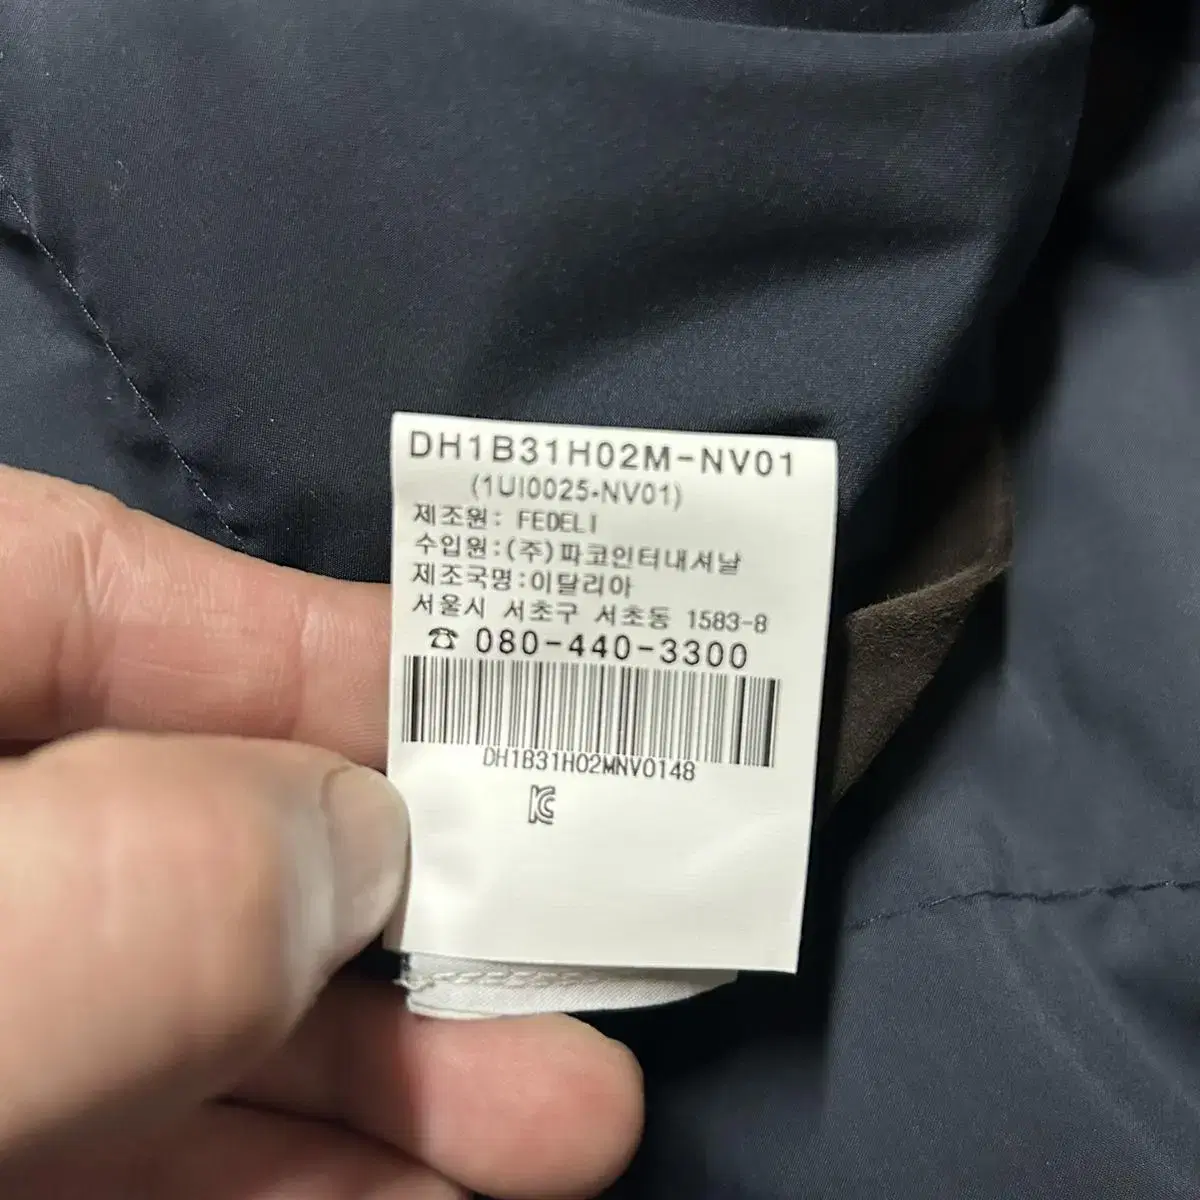 DH1B31H02M-NV01
(1UI0025-NV01)
제조원: FEDELI
수입원:(주)파코인터내셔날
제조국명:이탈리아
서울시 서초구 서초동 1583-8
☎ 080-440-3300
DH1B31H02MNV0148
KC